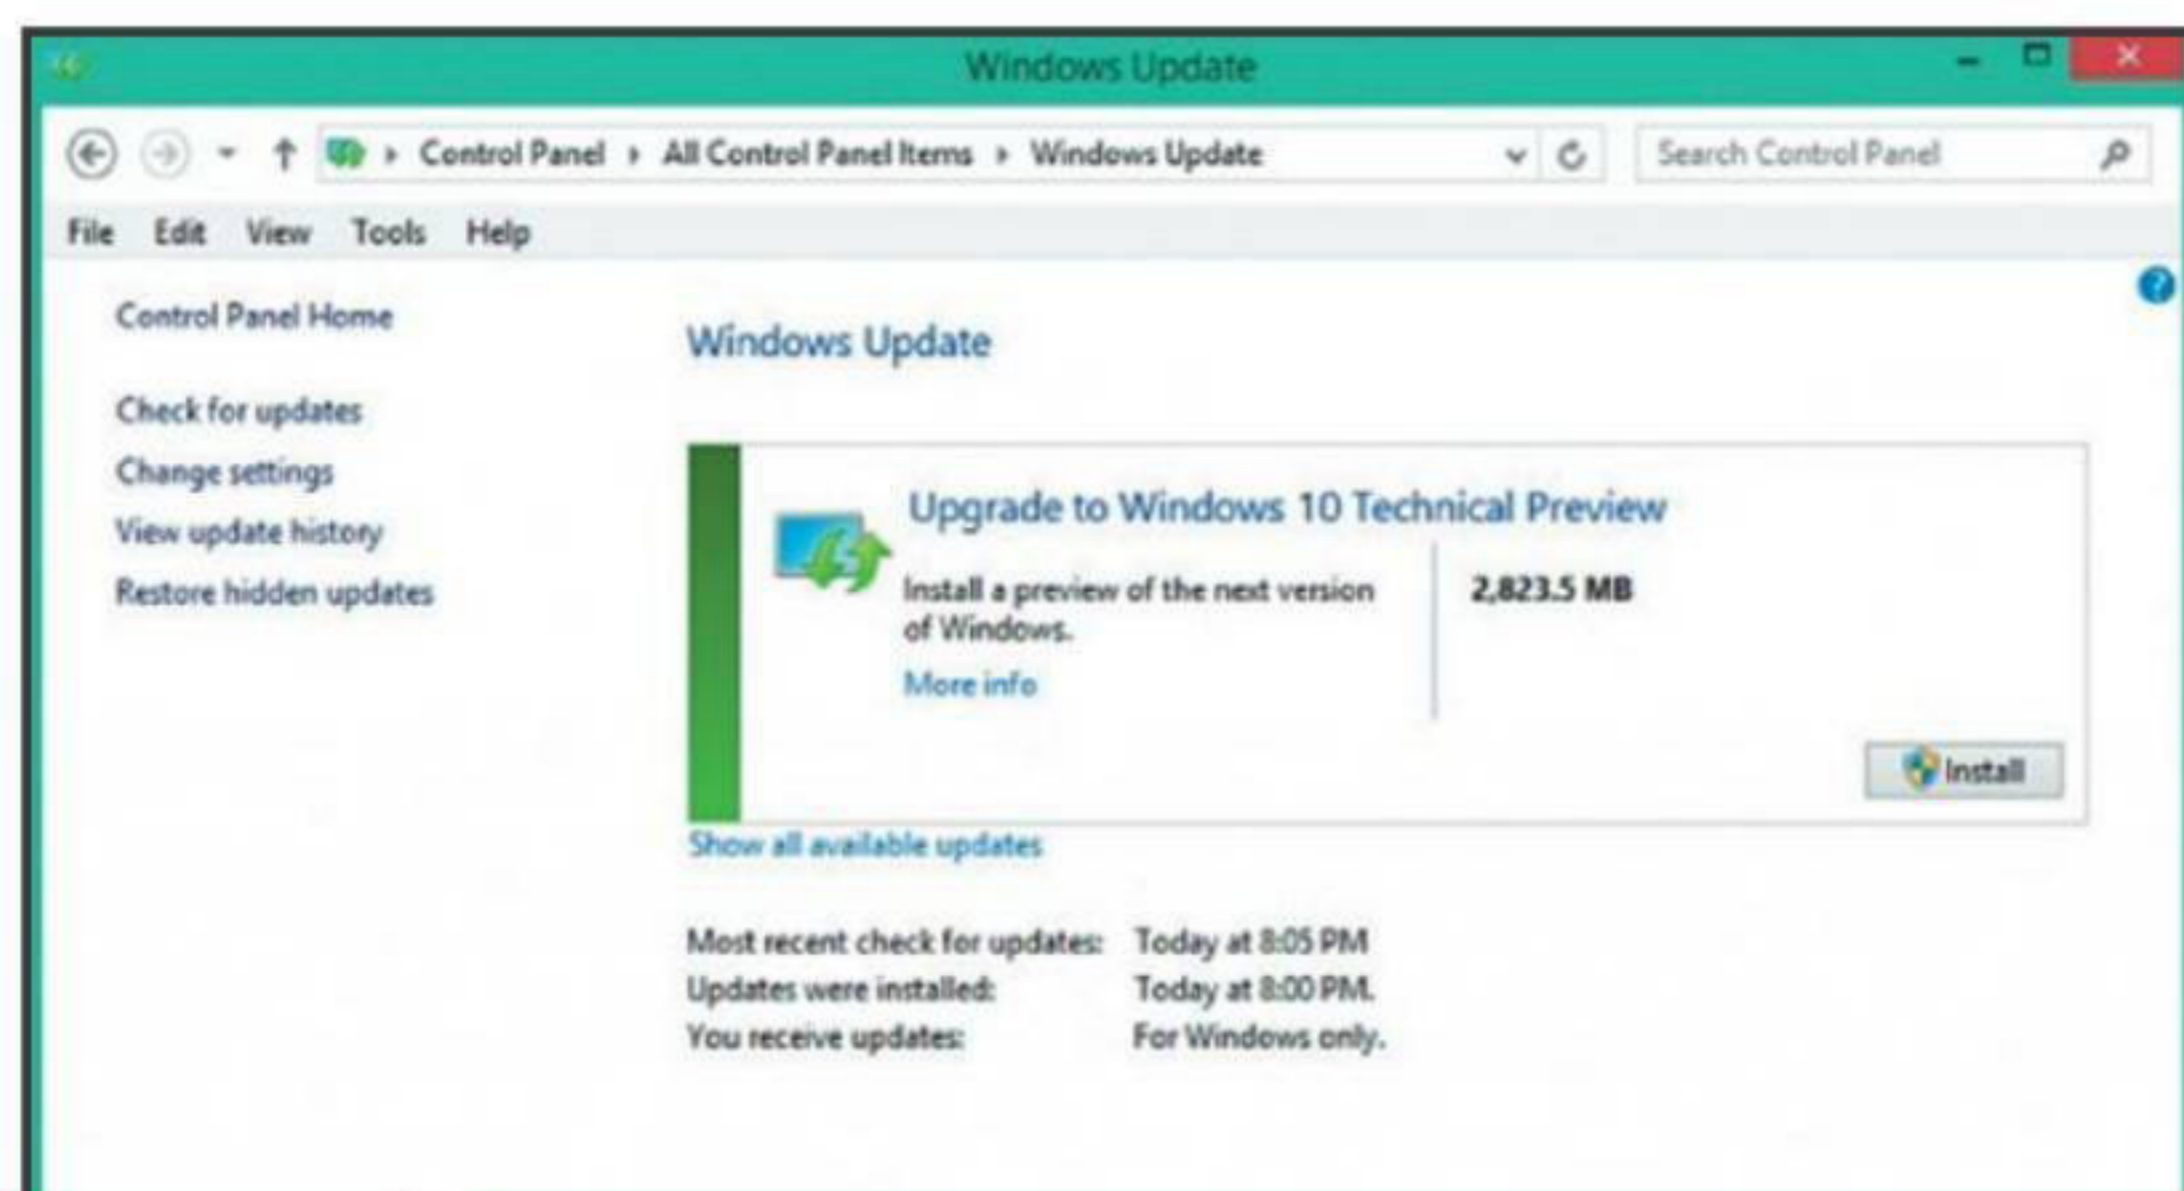 Windows Update
Control Panel All Control Panel Items Windows Update Search Control Panel
File Edit View Tools Help
Control Panel Home
Check for updates
Change settings
View update history
Restore hidden updates
Windows Update
Upgrade to Windows 10 Technical Preview
Install a preview of the next version
of Windows.
More info
2,823.5 MB
Install
Show all available updates
Most recent check for updates: Today at 8:05 PM
Updates were installed: Today at 8:00 PM.
You receive updates: For Windows only.